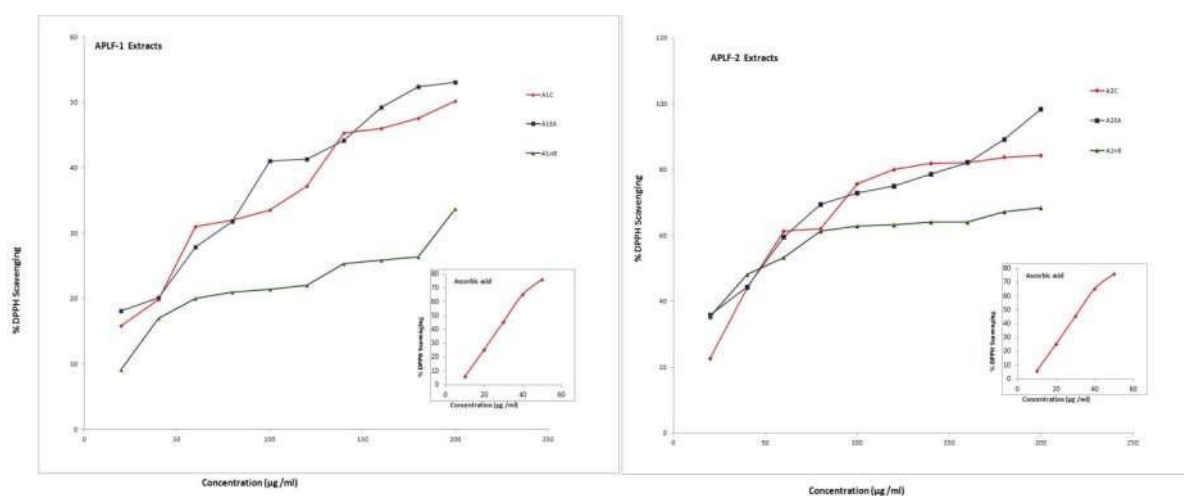 APLF-1 Extracts
% DPPH Scavenging
60
50
40
30
20
10
0
0 50 100 150 200 250
Concentration (µg /ml)
A1C
A1EA
A1nB
Ascorbic acid
% DPPH Scavenging
80
70
60
50
40
30
20
10
0
0 20 40 60
Concentration (µg /ml)
APLF-2 Extracts
% DPPH Scavenging
120
100
80
60
40
20
0
0 50 100 150 200 250
Concentration (µg /ml)
A2C
A2EA
A2nB
Ascorbic acid
% DPPH Scavenging
80
70
60
50
40
30
20
10
0
0 20 40 60
Concentration (µg /ml)